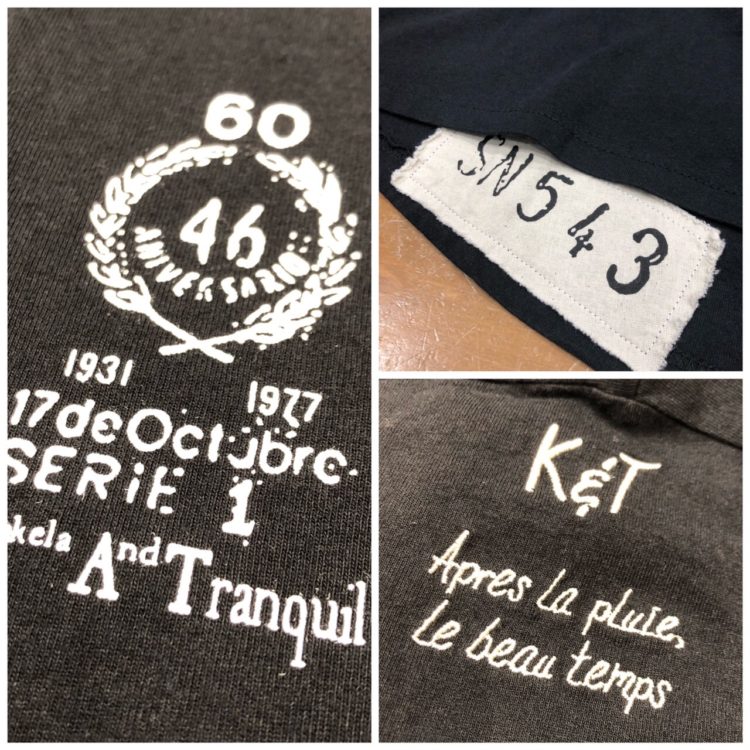 60
46
ANIVERSARIO
1931
1977
17 de Octubre
SERIE 1
kela And Tranquil
SN543
K&T
Apres la pluie,
le beau temps